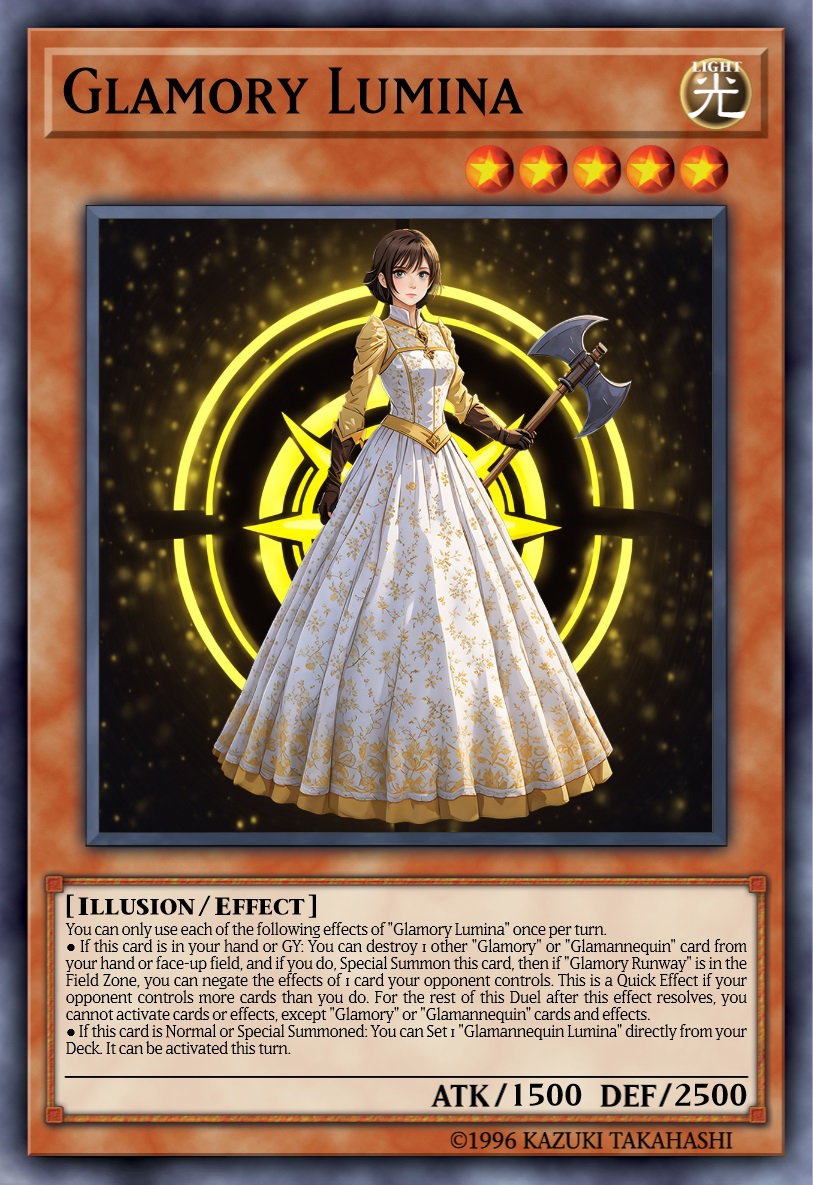 GLAMORY LUMINA
LIGHT
光
[ILLUSION/EFFECT]
You can only use each of the following effects of "Glamory Lumina" once per turn.
● If this card is in your hand or GY: You can destroy 1 other "Glamory" or "Glamannequin" card from
your hand or face-up field, and if you do, Special Summon this card, then if "Glamory Runway" is in the
Field Zone, you can negate the effects of 1 card your opponent controls. This is a Quick Effect if your
opponent controls more cards than you do. For the rest of this Duel after this effect resolves, you
cannot activate cards or effects, except "Glamory" or "Glamannequin" cards and effects.
● If this card is Normal or Special Summoned: You can Set 1 "Glamannequin Lumina" directly from your
Deck. It can be activated this turn.
ATK/1500 DEF/2500
©1996 KAZUKI TAKAHASHI